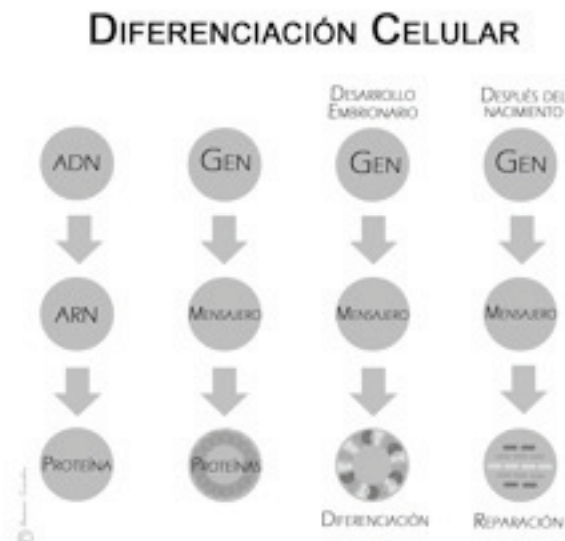 DIFERENCIACIÓN CELULAR
DESARROLLO
EMBRIONARIO
DESPUÉS DEL
NACIMIENTO
ADN
GEN
GEN
GEN
ARN
MENSAJERO
MENSAJERO
MENSAJERO
PROTEÍNA
PROTEÍNAS
DIFERENCIACIÓN
REPARACIÓN
©